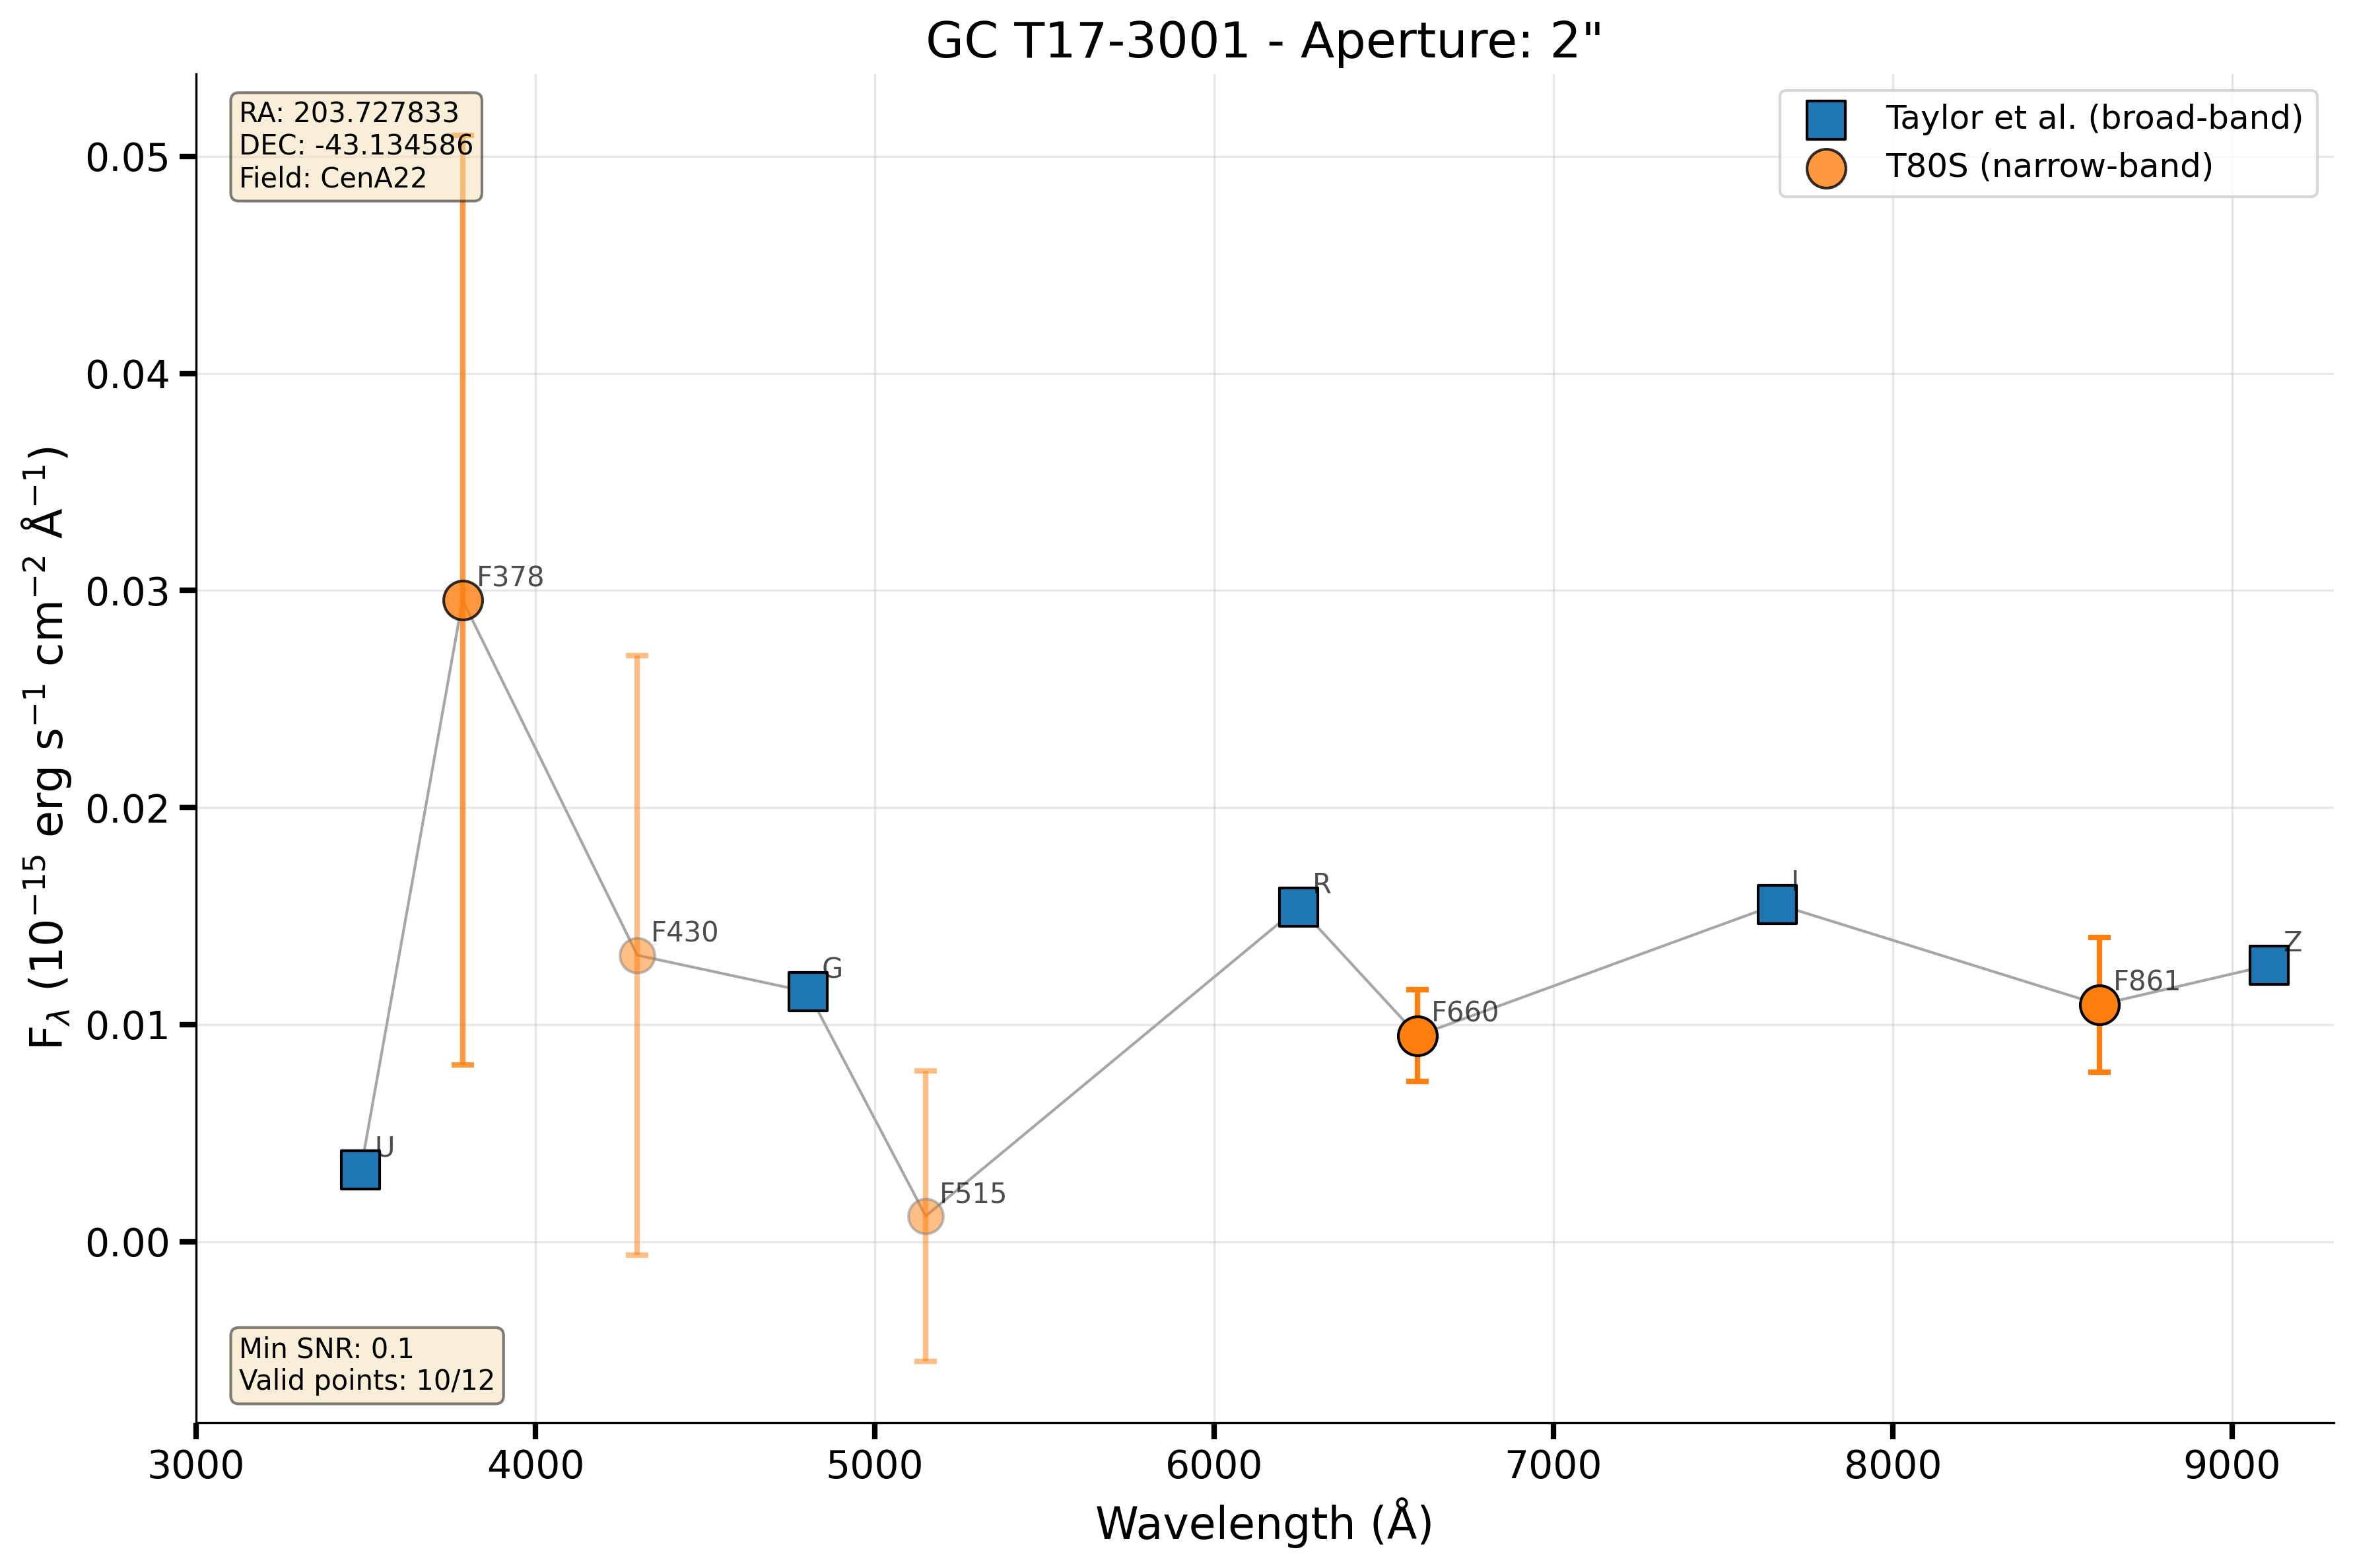 GC T17-3001 - Aperture: 2"
RA: 203.727833
DEC: -43.134586
Field: CenA22
Taylor et al. (broad-band)
T80S (narrow-band)
F$_{λ}$ (10$^{−15}$ erg s$^{−1}$ cm$^{−2}$ Å$^{−1}$)
0.05
0.04
0.03
0.02
0.01
0.00
U
F378
F430
G
F515
R
F660
I
F861
Z
Min SNR: 0.1
Valid points: 10/12
3000 4000 5000 6000 7000 8000 9000
Wavelength (Å)